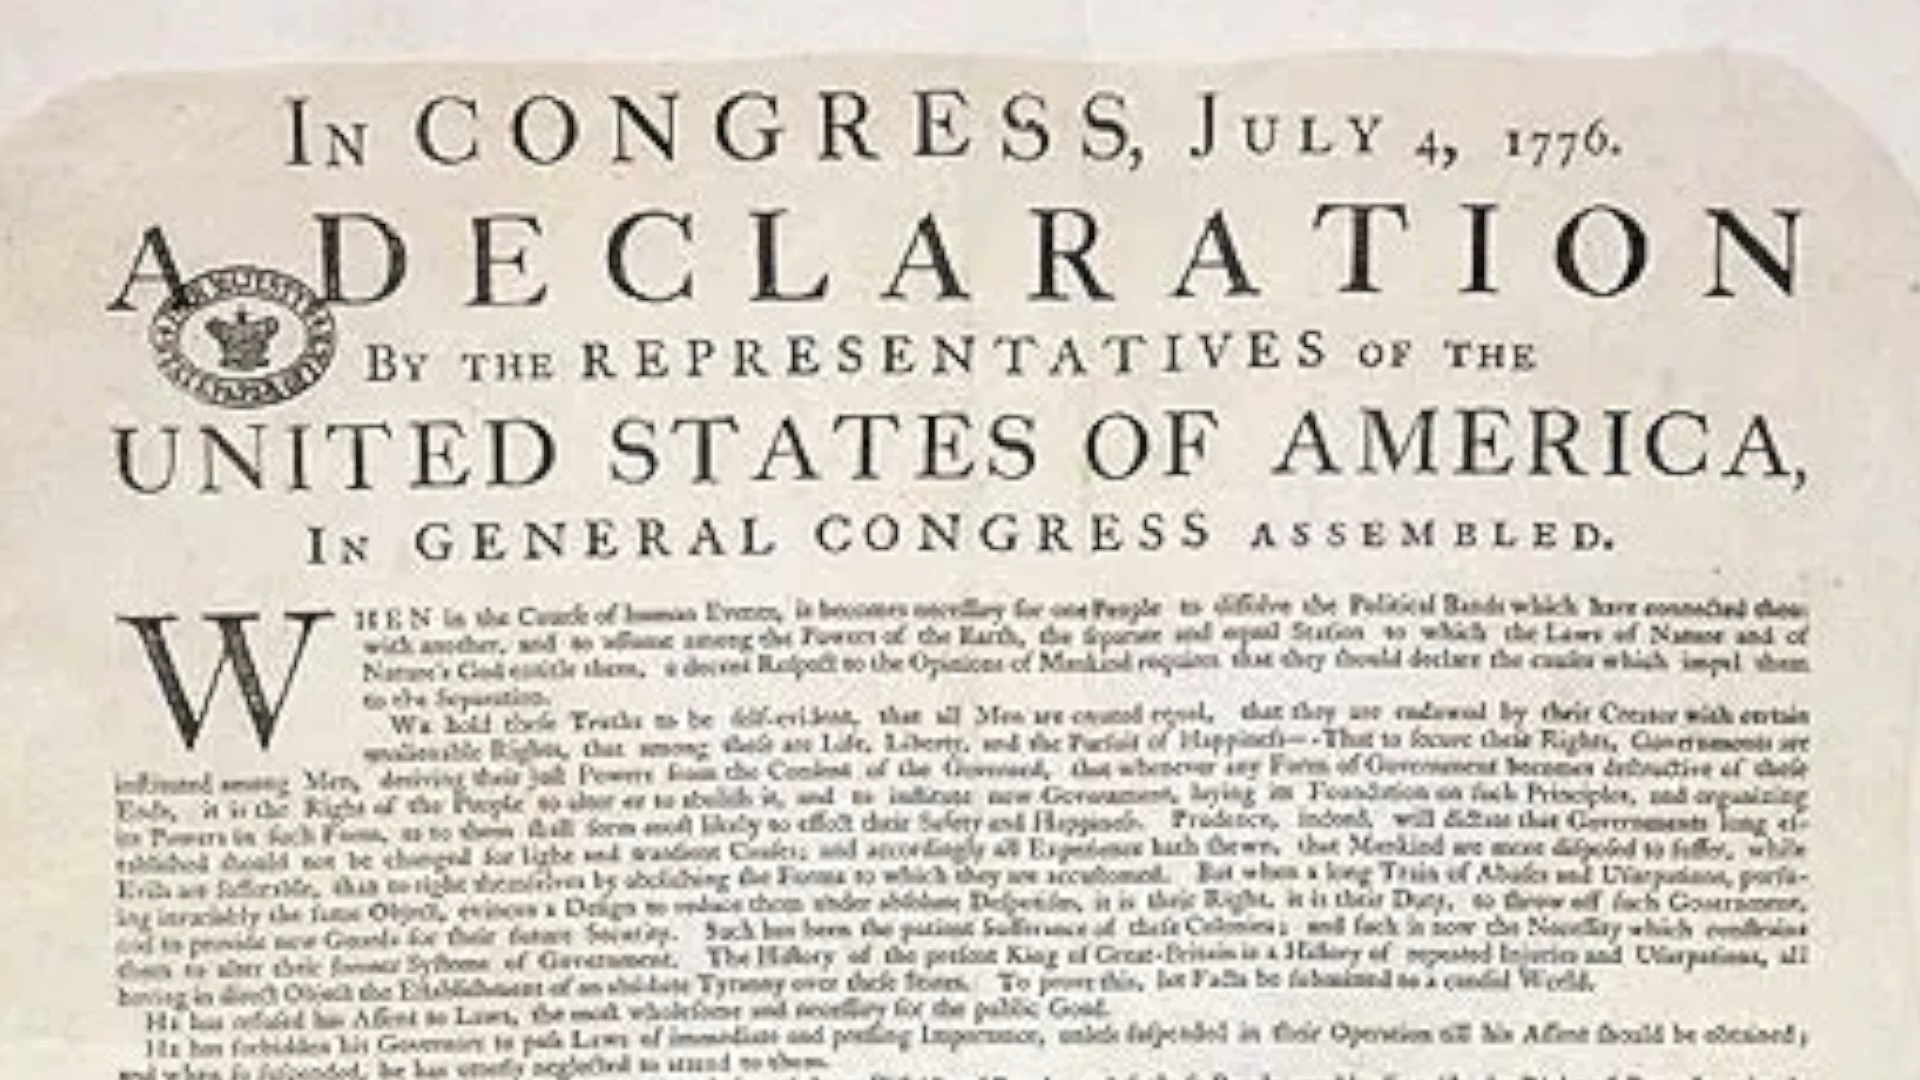 IN CONGRESS, JULY 4, 1776.
A DECLARATION
BY THE REPRESENTATIVES OF THE
UNITED STATES OF AMERICA,
IN GENERAL CONGRESS ASSEMBLED.
WHEN in the Course of human Events, it becomes necessary for one People to dissolve the Political Bands which have connected them
with another, and to assume among the Powers of the Earth, the separate and equal Station to which the Laws of Nature and of
Nature's God entitle them, a decent Respect to the Opinions of Mankind requires that they should declare the causes which impel them
to the Separation.
We hold these Truths to be self-evident, that all Men are created equal, that they are endowed by their Creator with certain
unalienable Rights, that among these are Life, Liberty, and the Pursuit of Happiness—-That to secure these Rights, Governments are
instituted among Men, deriving their just Powers from the Consent of the Governed, that whenever any Form of Government becomes destructive of these
Ends, it is the Right of the People to alter or to abolish it, and to institute new Government, laying its Foundation on such Principles, and organizing
its Powers in such Form, as to them shall seem most likely to effect their Safety and Happiness. Prudence, indeed, will dictate that Governments long es-
tablished should not be changed for light and transient Causes; and accordingly all Experience hath shewn, that Mankind are more disposed to suffer, while
Evils are sufferable, than to right themselves by abolishing the Forms to which they are accustomed. But when a long Train of Abuses and Usurpations, pursu-
ing invariably the same Object, evinces a Design to reduce them under absolute Despotism, it is their Right, it is their Duty, to throw off such Government,
and to provide new Guards for their future Security. Such has been the patient Sufferance of these Colonies; and such is now the Necessity which constrains
them to alter their former Systems of Government. The History of the present King of Great-Britain is a History of repeated Injuries and Usurpations, all
having in direct Object the Establishment of an absolute Tyranny over these States. To prove this, let Facts be submitted to a candid World.
He has refused his Assent to Laws, the most wholesome and necessary for the public Good.
He has forbidden his Governors to pass Laws of immediate and pressing Importance, unless suspended in their Operation till his Assent should be obtained;
and when so suspended, he has utterly neglected to attend to them.